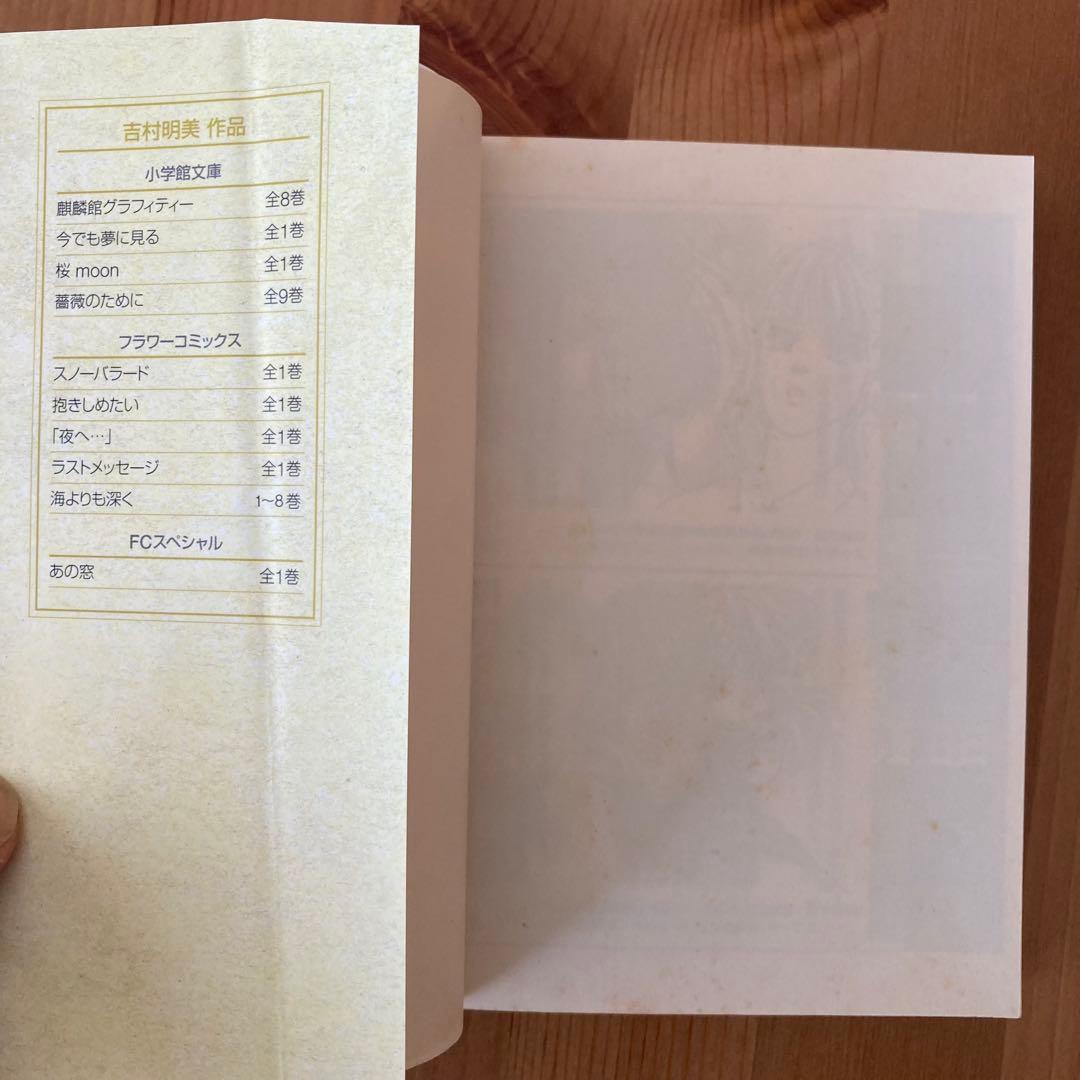 吉村明美 作品
小学館文庫
麒麟館グラフィティー 全8巻
今でも夢に見る 全1巻
桜 moon 全1巻
薔薇のために 全9巻
フラワーコミックス
スノーバラード 全1巻
抱きしめたい 全1巻
「夜へ…」 全1巻
ラストメッセージ 全1巻
海よりも深く 1〜8巻
FCスペシャル
あの窓 全1巻